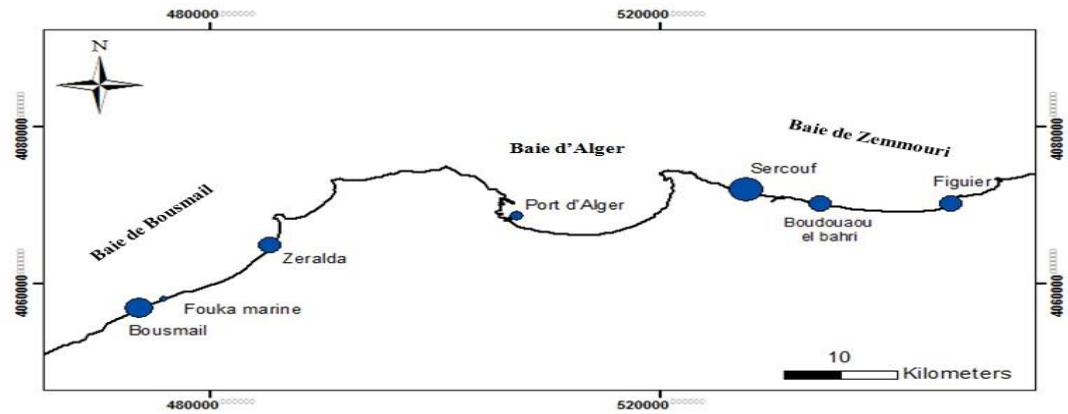 480000
520000
N
4080000
4080000
Baie de Zemmouri
Baie d'Alger
Sercouf
Figuier
Baie de Bousmail
Port d'Alger
Boudouaou
el bahri
Zeralda
4060000
4060000
Fouka marine
Bousmail
10
Kilometers
480000
520000